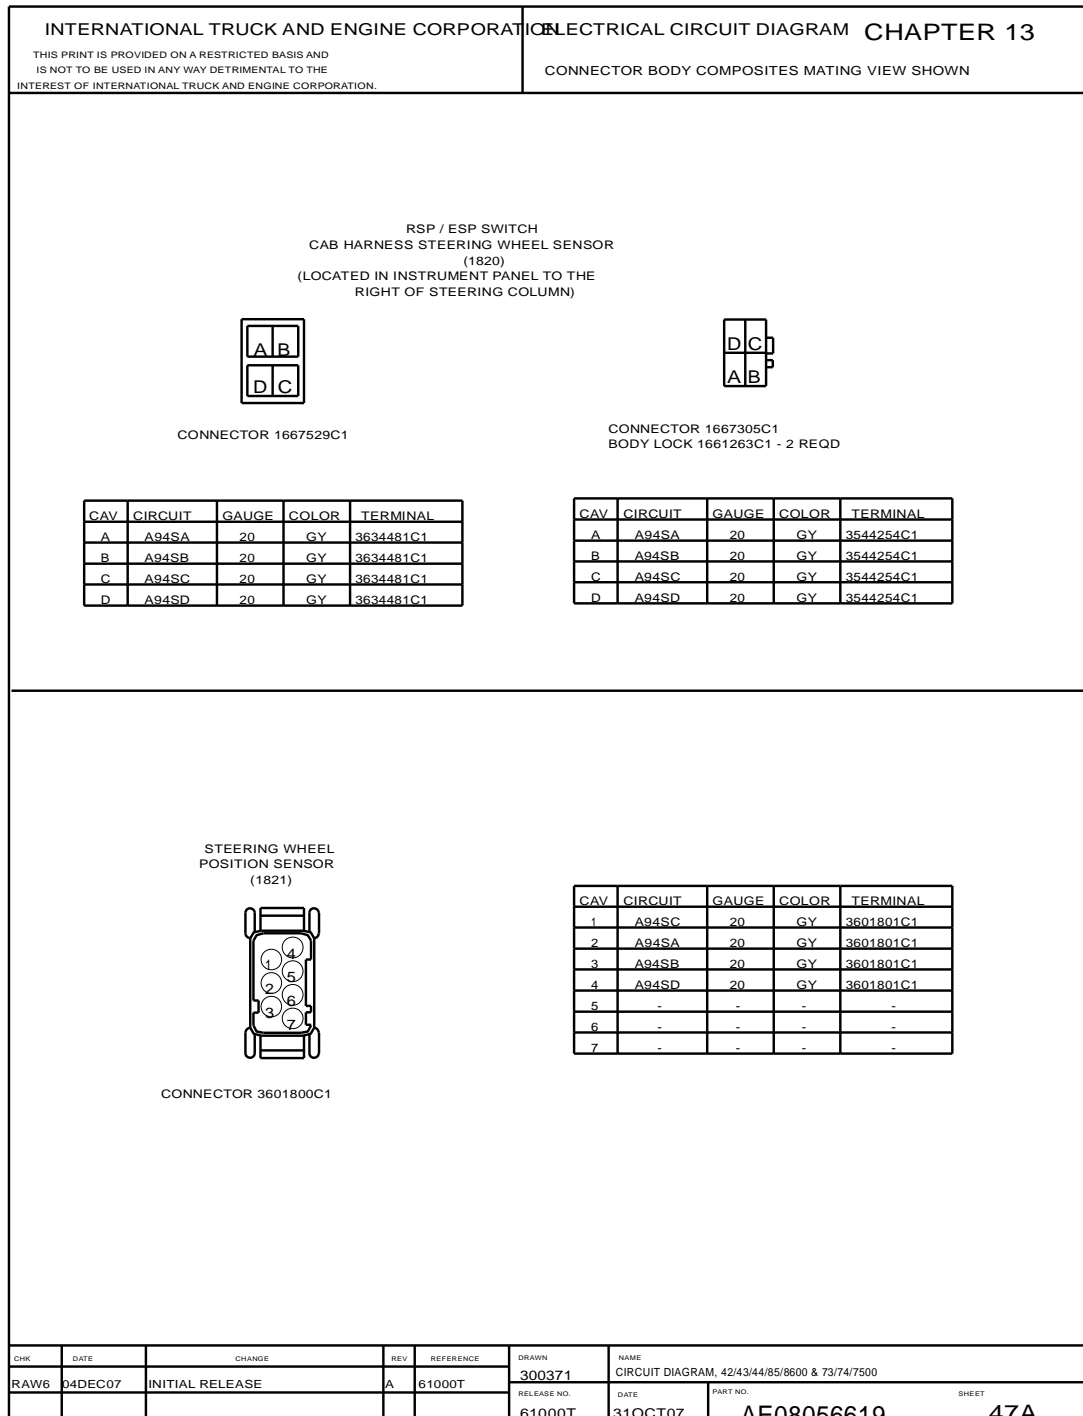 INTERNATIONAL TRUCK AND ENGINE CORPORATION
THIS PRINT IS PROVIDED ON A RESTRICTED BASIS AND
IS NOT TO BE USED IN ANY WAY DETRIMENTAL TO THE
INTEREST OF INTERNATIONAL TRUCK AND ENGINE CORPORATION.
ELECTRICAL CIRCUIT DIAGRAM CHAPTER 13
CONNECTOR BODY COMPOSITES MATING VIEW SHOWN
RSP / ESP SWITCH
CAB HARNESS STEERING WHEEL SENSOR
(1820)
(LOCATED IN INSTRUMENT PANEL TO THE
RIGHT OF STEERING COLUMN)
A B
D C
CONNECTOR 1667529C1
D C
A B
CONNECTOR 1667305C1
BODY LOCK 1661263C1 - 2 REQD
CAV CIRCUIT GAUGE COLOR TERMINAL
A A94SA 20 GY 3634481C1
B A94SB 20 GY 3634481C1
C A94SC 20 GY 3634481C1
D A94SD 20 GY 3634481C1
CAV CIRCUIT GAUGE COLOR TERMINAL
A A94SA 20 GY 3544254C1
B A94SB 20 GY 3544254C1
C A94SC 20 GY 3544254C1
D A94SD 20 GY 3544254C1
STEERING WHEEL
POSITION SENSOR
(1821)
4
1
5
2
6
3
7
CONNECTOR 3601800C1
CAV CIRCUIT GAUGE COLOR TERMINAL
1 A94SC 20 GY 3601801C1
2 A94SA 20 GY 3601801C1
3 A94SB 20 GY 3601801C1
4 A94SD 20 GY 3601801C1
5 - - - -
6 - - - -
7 - - - -
CHK DATE CHANGE REV REFERENCE
RAW6 04DEC07 INITIAL RELEASE A 61000T
DRAWN
300371
NAME
CIRCUIT DIAGRAM, 42/43/44/85/8600 & 73/74/7500
RELEASE NO.
61000T
DATE
31OCT07
PART NO.
AE08056619
SHEET
47A